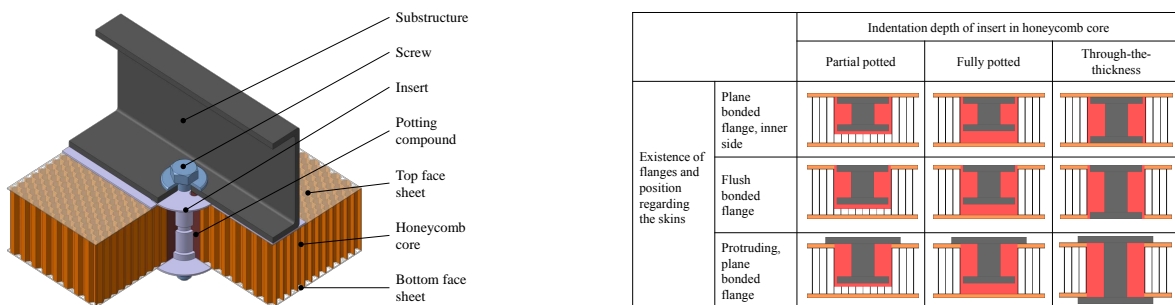 Substructure
Screw
Insert
Potting
compound
Top face
sheet
Honeycomb
core
Bottom face
sheet
Indentation depth of insert in honeycomb core
Partial potted
Fully potted
Through-the-
thickness
Existence of
flanges and
position
regarding
the skins
Plane
bonded
flange, inner
side
Flush
bonded
flange
Protruding,
plane
bonded
flange